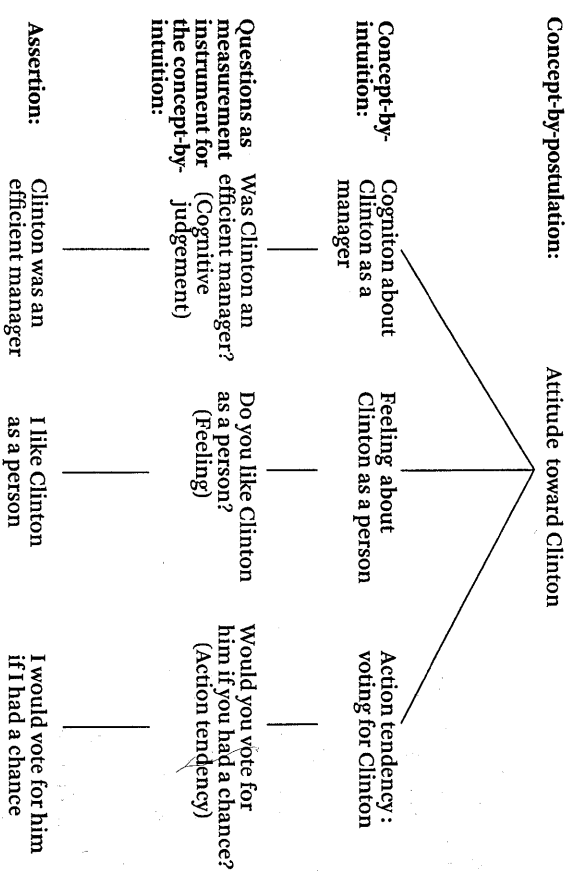 Concept-by-postulation:
Attitude toward Clinton
Concept-by-
intuition:
Cogniton about
Clinton as a
manager
Feeling about
Clinton as a person
Action tendency:
voting for Clinton
Questions as
measurement
instrument for
the concept-by-
intuition:
Was Clinton an
efficient manager?
(Cognitive
judgement)
Do you like Clinton
as a person?
(Feeling)
Would you vote for
him if you had a chance?
(Action tendency)
Assertion:
Clinton was an
efficient manager
I like Clinton
as a person
I would vote for him
if I had a chance